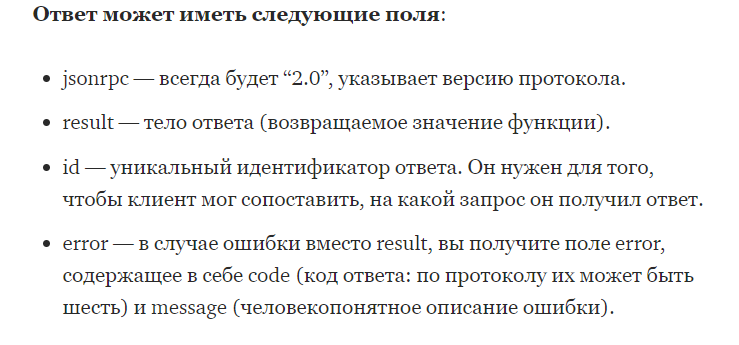 Ответ может иметь следующие поля:
• jsonrpc — всегда будет “2.0”, указывает версию протокола.
• result — тело ответа (возвращаемое значение функции).
• id — уникальный идентификатор ответа. Он нужен для того,
чтобы клиент мог сопоставить, на какой запрос он получил ответ.
• error — в случае ошибки вместо result, вы получите поле error,
содержащее в себе code (код ответа: по протоколу их может быть
шесть) и message (человекопонятное описание ошибки).